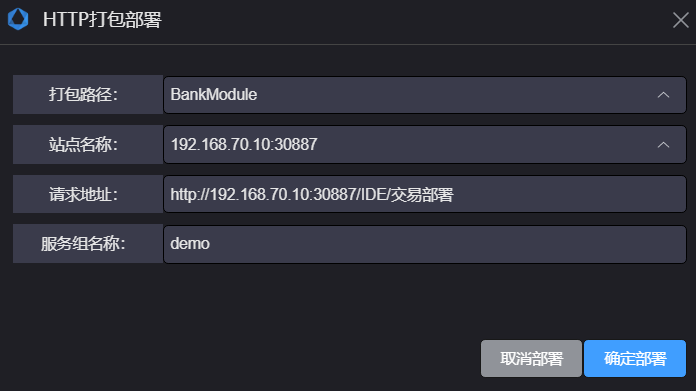 HTTP打包部署
打包路径： BankModule
站点名称： 192.168.70.10:30887
请求地址： http://192.168.70.10:30887/IDE/交易部署
服务组名称： demo
取消部署 确定部署